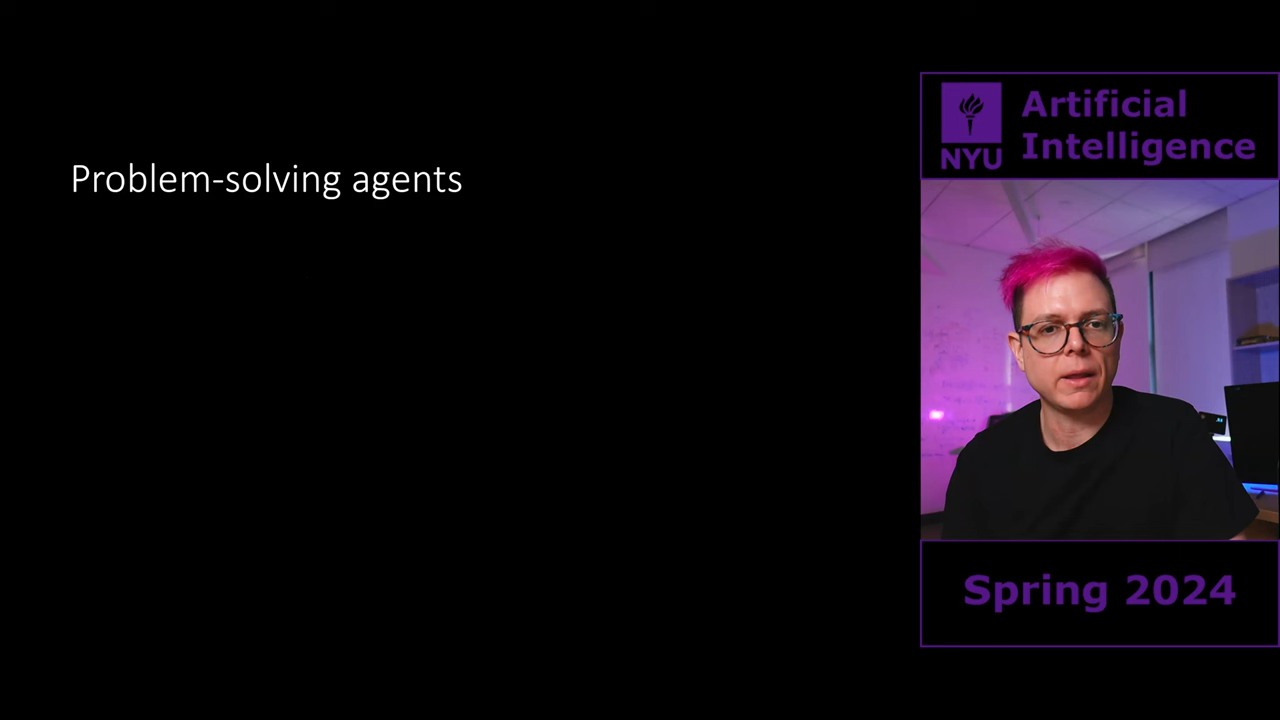 Problem-solving agents
NYU
Artificial
Intelligence
Spring 2024